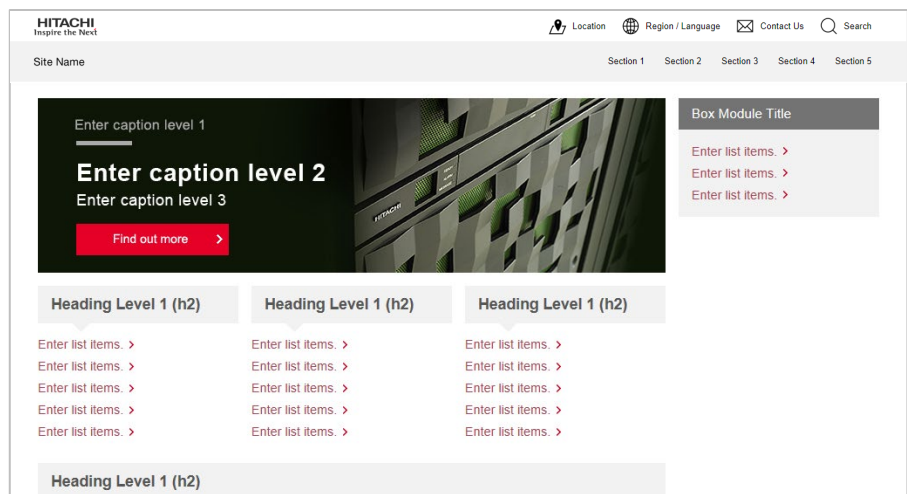 HITACHI
Inspire the Next
Location
Region / Language
Contact Us
Search
Site Name
Section 1
Section 2
Section 3
Section 4
Section 5
Enter caption level 1
Enter caption level 2
Enter caption level 3
Find out more
HITACHI
Box Module Title
Enter list items.
Enter list items.
Enter list items.
Heading Level 1 (h2)
Enter list items.
Enter list items.
Enter list items.
Enter list items.
Enter list items.
Heading Level 1 (h2)
Enter list items.
Enter list items.
Enter list items.
Enter list items.
Enter list items.
Heading Level 1 (h2)
Enter list items.
Enter list items.
Enter list items.
Enter list items.
Enter list items.
Heading Level 1 (h2)